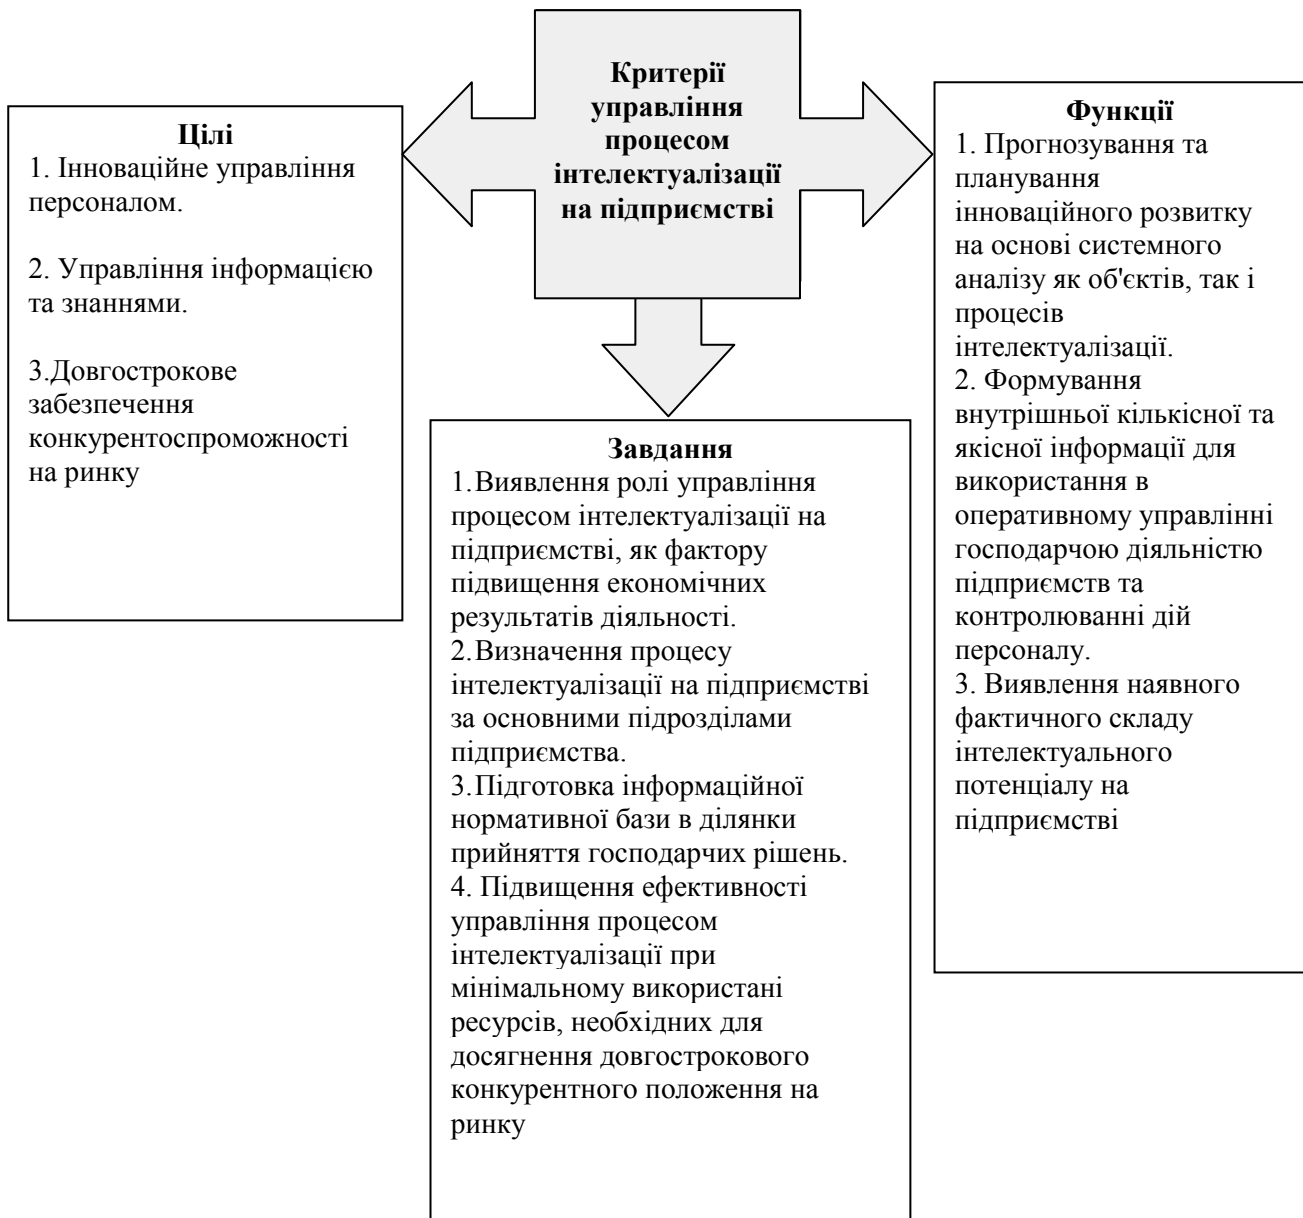 Критерії
управління
процесом
інтелектуалізації
на підприємстві
Цілі
1. Інноваційне управління
персоналом.
2. Управління інформацією
та знаннями.
3.Довгострокове
забезпечення
конкурентоспроможності
на ринку
Завдання
1.Виявлення ролі управління
процесом інтелектуалізації на
підприємстві, як фактору
підвищення економічних
результатів діяльності.
2.Визначення процесу
інтелектуалізації на підприємстві
за основними підрозділами
підприємства.
3.Підготовка інформаційної
нормативної бази в ділянки
прийняття господарчих рішень.
4. Підвищення ефективності
управління процесом
інтелектуалізації при
мінімальному використані
ресурсів, необхідних для
досягнення довгострокового
конкурентного положення на
ринку
Функції
1. Прогнозування та
планування
інноваційного розвитку
на основі системного
аналізу як об'єктів, так і
процесів
інтелектуалізації.
2. Формування
внутрішньої кількісної та
якісної інформації для
використання в
оперативному управлінні
господарчою діяльністю
підприємств та
контролюванні дій
персоналу.
3. Виявлення наявного
фактичного складу
інтелектуального
потенціалу на
підприємстві